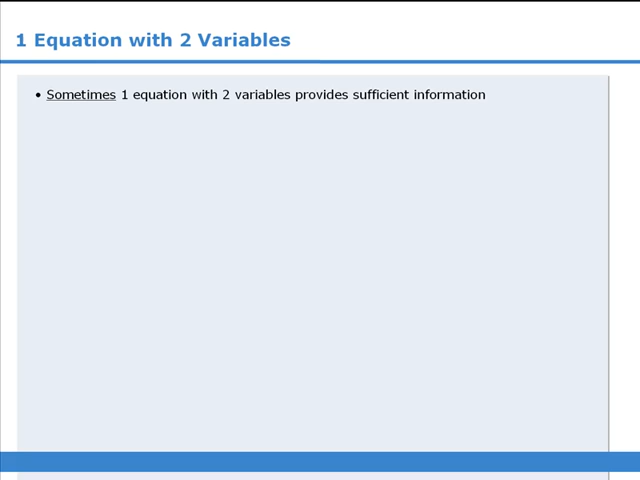 1 Equation with 2 Variables
• Sometimes 1 equation with 2 variables provides sufficient information